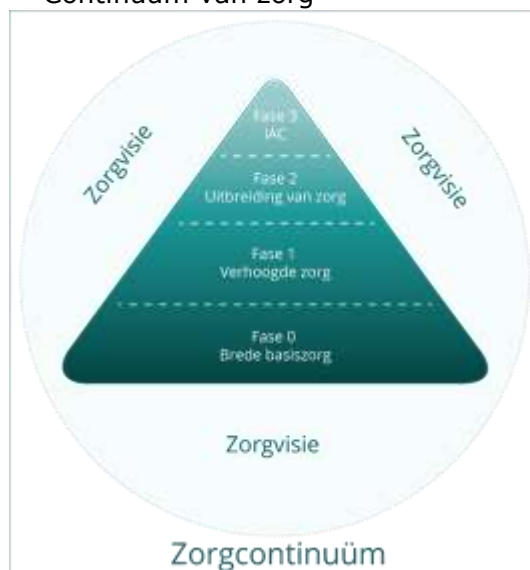 Continuüm van zorg
Zorgvisie
Zorgvisie
Fase 3
IAC
Fase 2
Uitbreiding van zorg
Fase 1
Verhoogde zorg
Fase 0
Brede basiszorg
Zorgvisie
Zorgcontinuüm